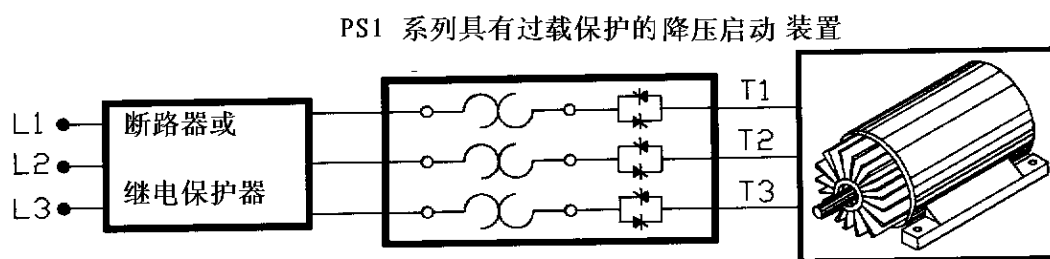 PS1 系列具有过载保护的降压启动 装置
L1
断路器或
T1
L2
T2
继电保护器
L3
T3